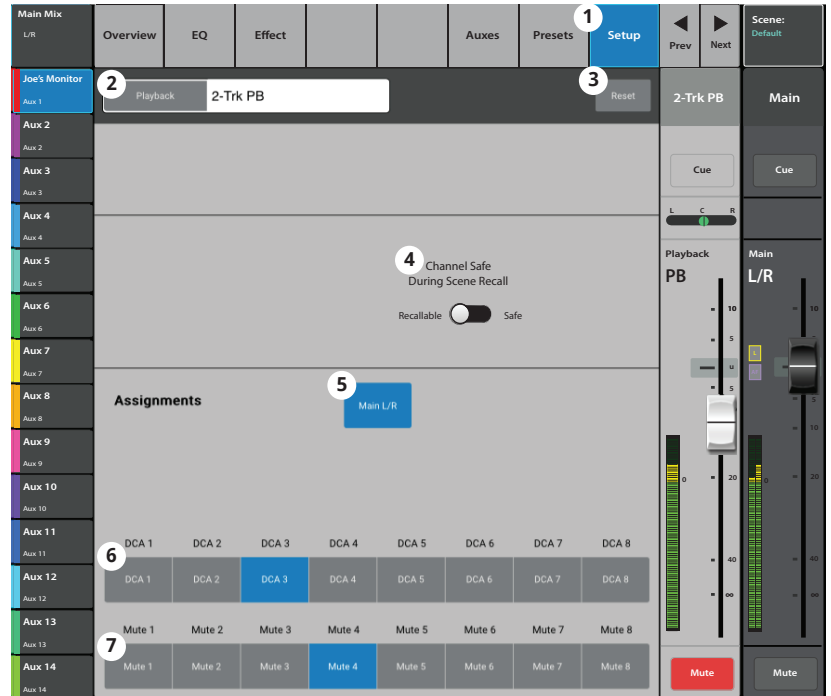 Main Mix
L/R
Overview
EQ
Effect
Auxes
Presets
1
Setup
Prev
Next
Scene:
Default
Joe's Monitor
Aux 1
Aux 2
Aux 2
Aux 3
Aux 3
Aux 4
Aux 4
Aux 5
Aux 5
Aux 6
Aux 6
Aux 7
Aux 7
Aux 8
Aux 8
Aux 9
Aux 9
Aux 10
Aux 10
Aux 11
Aux 11
Aux 12
Aux 12
Aux 13
Aux 13
Aux 14
Aux 14
2
Playback
2-Trk PB
3
Reset
4
Channel Safe
During Scene Recall
Recallable
Safe
Assignments
5
Main L/R
DCA 1 DCA 2 DCA 3 DCA 4 DCA 5 DCA 6 DCA 7 DCA 8
6
DCA 1 DCA 2 DCA 3 DCA 4 DCA 5 DCA 6 DCA 7 DCA 8
Mute 1 Mute 2 Mute 3 Mute 4 Mute 5 Mute 6 Mute 7 Mute 8
7
Mute 1 Mute 2 Mute 3 Mute 4 Mute 5 Mute 6 Mute 7 Mute 8
2-Trk PB
Cue
L C R
Playback
PB
10
5
U
5
0
20
40
∞
Mute
Main
Cue
Main
L/R
10
5
L
5
10
0
20
40
∞
Mute